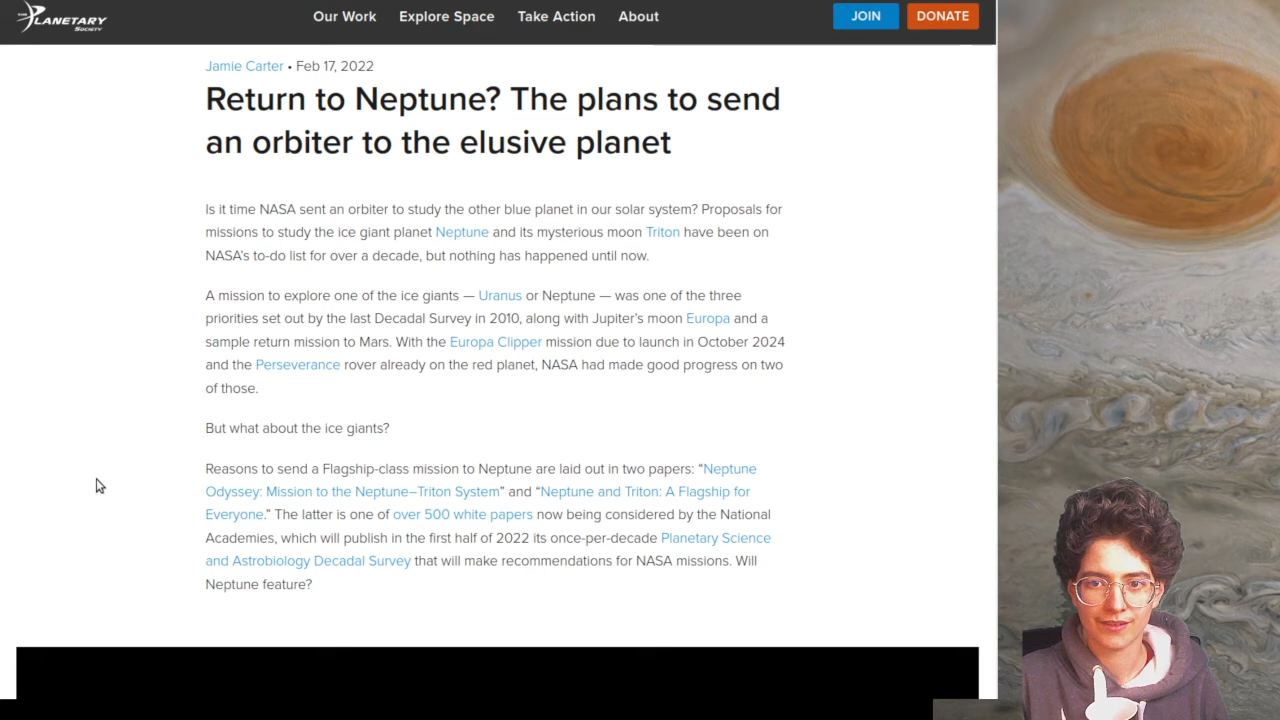 THE PLANETARY SOCIETY
Our Work Explore Space Take Action About JOIN DONATE
Jamie Carter • Feb 17, 2022
Return to Neptune? The plans to send
an orbiter to the elusive planet
Is it time NASA sent an orbiter to study the other blue planet in our solar system? Proposals for
missions to study the ice giant planet Neptune and its mysterious moon Triton have been on
NASA’s to-do list for over a decade, but nothing has happened until now.
A mission to explore one of the ice giants — Uranus or Neptune — was one of the three
priorities set out by the last Decadal Survey in 2010, along with Jupiter’s moon Europa and a
sample return mission to Mars. With the Europa Clipper mission due to launch in October 2024
and the Perseverance rover already on the red planet, NASA had made good progress on two
of those.
But what about the ice giants?
Reasons to send a Flagship-class mission to Neptune are laid out in two papers: “Neptune
Odyssey: Mission to the Neptune–Triton System” and “Neptune and Triton: A Flagship for
Everyone.” The latter is one of over 500 white papers now being considered by the National
Academies, which will publish in the first half of 2022 its once-per-decade Planetary Science
and Astrobiology Decadal Survey that will make recommendations for NASA missions. Will
Neptune feature?